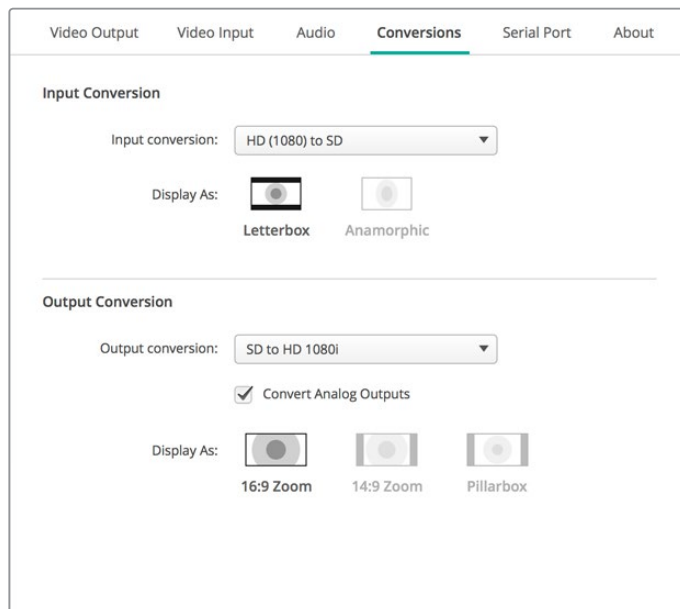 Video Output Video Input Audio Conversions Serial Port About
Input Conversion
Input conversion: HD (1080) to SD
Display As:
Letterbox Anamorphic
Output Conversion
Output conversion: SD to HD 1080i
Convert Analog Outputs
Display As:
16:9 Zoom 14:9 Zoom Pillarbox